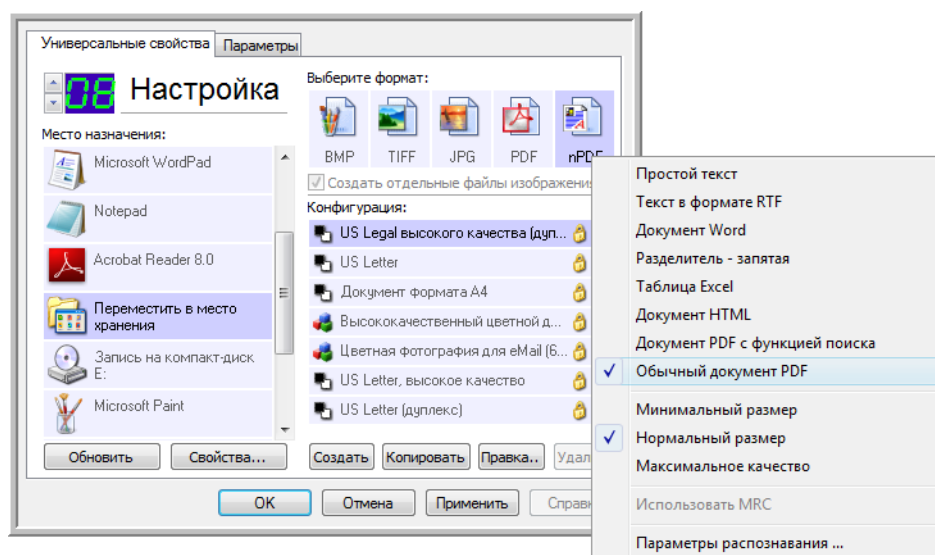 Универсальные свойства
Параметры
08
Настройка
Место назначения:
Microsoft WordPad
Notepad
Acrobat Reader 8.0
Переместить в место
хранения
Запись на компакт-диск
E:
Microsoft Paint
Обновить
Свойства...
Выберите формат:
BMP
TIFF
JPG
PDF
nPDF
Создать отдельные файлы изображени
Конфигурация:
US Legal высокого качества (дуп...
US Letter
Документ формата A4
Высококачественный цветной д...
Цветная фотография для eMail (6...
US Letter, высокое качество
US Letter (дуплекс)
Создать
Копировать
Правка..
Удал
OK
Отмена
Применить
Справк
Простой текст
Текст в формате RTF
Документ Word
Разделитель - запятая
Таблица Excel
Документ HTML
Документ PDF с функцией поиска
Обычный документ PDF
Минимальный размер
Нормальный размер
Максимальное качество
Использовать MRC
Параметры распознавания ...